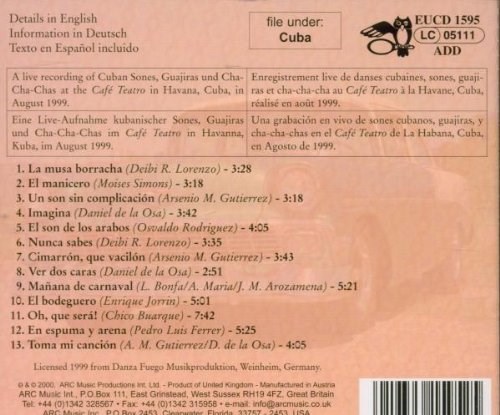 Details in English
Information in Deutsch
Texto en Español incluido
file under:
Cuba
EUCD 1595
LC 05111
ADD
A live recording of Cuban Sones, Guajiras und Cha-
Cha-Chas at the Café Teatro in Havana, Cuba, in
August 1999.
Enregistrement live de danses cubaines, sones, guaji-
ras et cha-cha-cha au Café Teatro à la Havane, Cuba,
réalisé en août 1999.
Eine Live-Aufnahme kubanischer Sones, Guajiras
und Cha-Cha-Chas im Café Teatro in Havanna,
Kuba, im August 1999.
Una grabación en vivo de sones cubanos, guajiras, y
cha-cha-chas en el Café Teatro de La Habana, Cuba,
en Agosto de 1999.
1. La musa borracha (Deibi R. Lorenzo) - 3:28
2. El manicero (Moises Simons) - 3:18
3. Un son sin complicación (Arsenio M. Gutierrez) - 3:18
4. Imagina (Daniel de la Osa) - 3:42
5. El son de los arabos (Osvaldo Rodriguez) - 4:05
6. Nunca sabes (Deibi R. Lorenzo) - 3:35
7. Cimarrón, que vacilón (Arsenio M. Gutierrez) - 3:43
8. Ver dos caras (Daniel de la Osa) - 2:51
9. Mañana de carnaval (L. Bonfa/A. Maria/J. M. Arozamena) - 5:21
10. El bodeguero (Enrique Jorrin) - 5:01
11. Oh, que será! (Chico Buarque) - 7:42
12. En espuma y arena (Pedro Luis Ferrer) - 5:25
13. Toma mi canción (A. M. Gutierrez/D. de la Osa) - 4:05
Licensed 1999 from Danza Fuego Musikproduktion, Weinheim, Germany.
℗ & © 2000, ARC Music Productions Int. Ltd. - Product of United Kingdom - Manufactured in Austria
ARC Music Int., P.O.Box 111, East Grinstead, West Sussex RH19 4FZ, Great Britain
Tel: +44 (0)1342 328567 • Fax: +44 (0)1342 315958 • e-mail: info@arcmusic.co.uk
ARC Music Inc., P.O.Box 2453, Clearwater, Florida, 33757 - 2453, USA